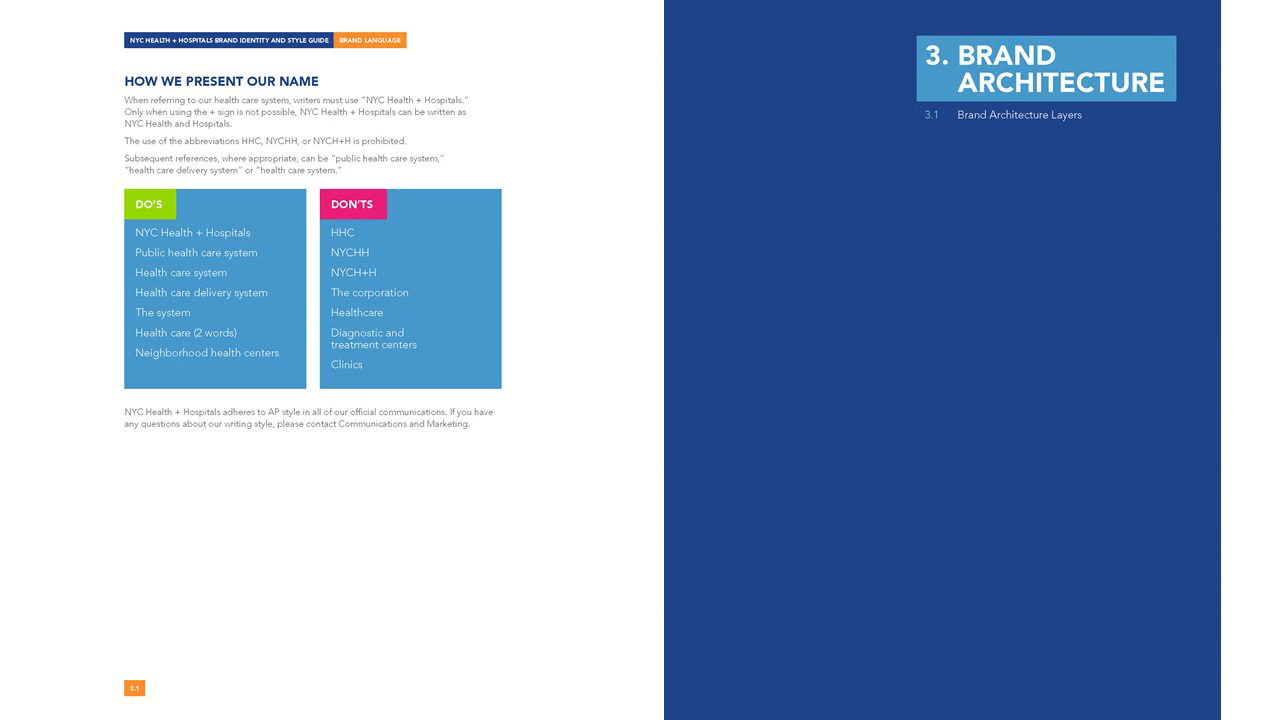 NYC HEALTH + HOSPITALS BRAND IDENTITY AND STYLE GUIDE BRAND LANGUAGE
HOW WE PRESENT OUR NAME
When referring to our health care system, writers must use “NYC Health + Hospitals.”
Only when using the + sign is not possible, NYC Health + Hospitals can be written as
NYC Health and Hospitals.
The use of the abbreviations HHC, NYCHH, or NYCH+H is prohibited.
Subsequent references, where appropriate, can be “public health care system,”
“health care delivery system” or “health care system.”
DO’S
NYC Health + Hospitals
Public health care system
Health care system
Health care delivery system
The system
Health care (2 words)
Neighborhood health centers
DON’TS
HHC
NYCHH
NYCH+H
The corporation
Healthcare
Diagnostic and
treatment centers
Clinics
NYC Health + Hospitals adheres to AP style in all of our official communications. If you have
any questions about our writing style, please contact Communications and Marketing.
2.1
3. BRAND
ARCHITECTURE
3.1 Brand Architecture Layers